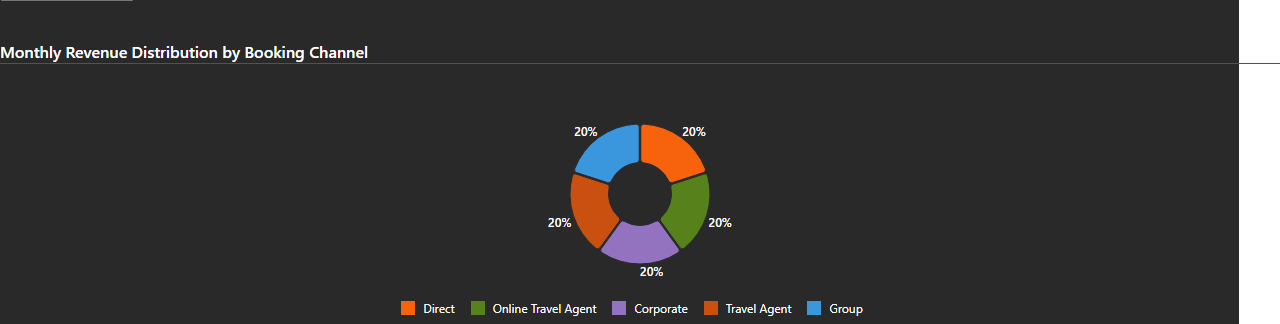 Monthly Revenue Distribution by Booking Channel
20% 20%
20% 20%
20%
Direct Online Travel Agent Corporate Travel Agent Group